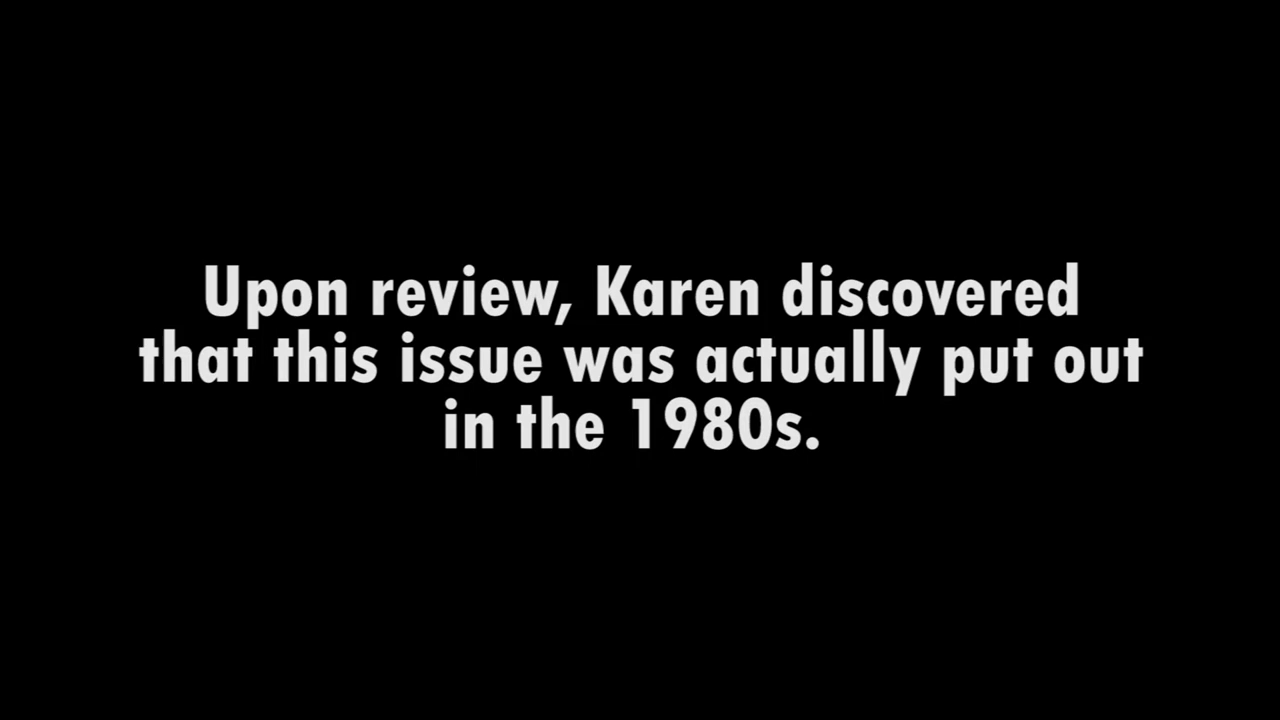 Upon review, Karen discovered
that this issue was actually put out
in the 1980s.